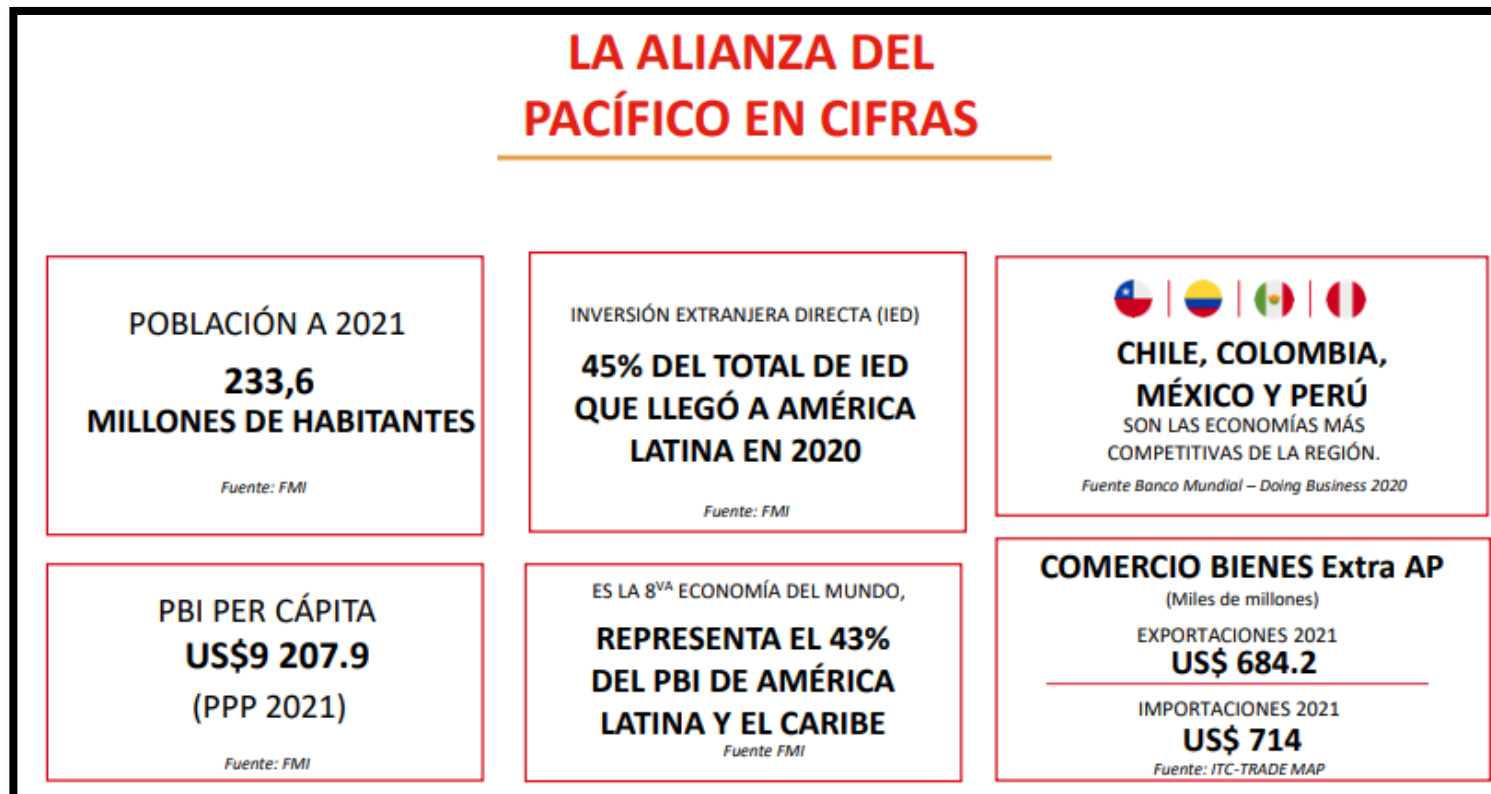 LA ALIANZA DEL
PACÍFICO EN CIFRAS
POBLACIÓN A 2021
233,6
MILLONES DE HABITANTES
Fuente: FMI
INVERSIÓN EXTRANJERA DIRECTA (IED)
45% DEL TOTAL DE IED
QUE LLEGÓ A AMÉRICA
LATINA EN 2020
Fuente: FMI
CHILE, COLOMBIA,
MÉXICO Y PERÚ
SON LAS ECONOMÍAS MÁS
COMPETITIVAS DE LA REGIÓN.
Fuente Banco Mundial – Doing Business 2020
PBI PER CÁPITA
US$9 207.9
(PPP 2021)
Fuente: FMI
ES LA 8VA ECONOMÍA DEL MUNDO,
REPRESENTA EL 43%
DEL PBI DE AMÉRICA
LATINA Y EL CARIBE
Fuente FMI
COMERCIO BIENES Extra AP
(Miles de millones)
EXPORTACIONES 2021
US$ 684.2
IMPORTACIONES 2021
US$ 714
Fuente: ITC-TRADE MAP